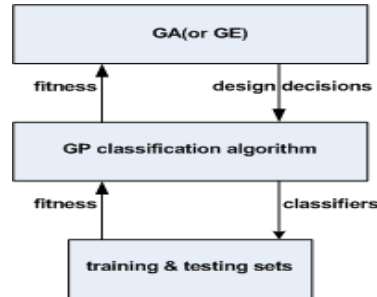 GA(or GE)
fitness
design decisions
GP classification algorithm
fitness
classifiers
training & testing sets